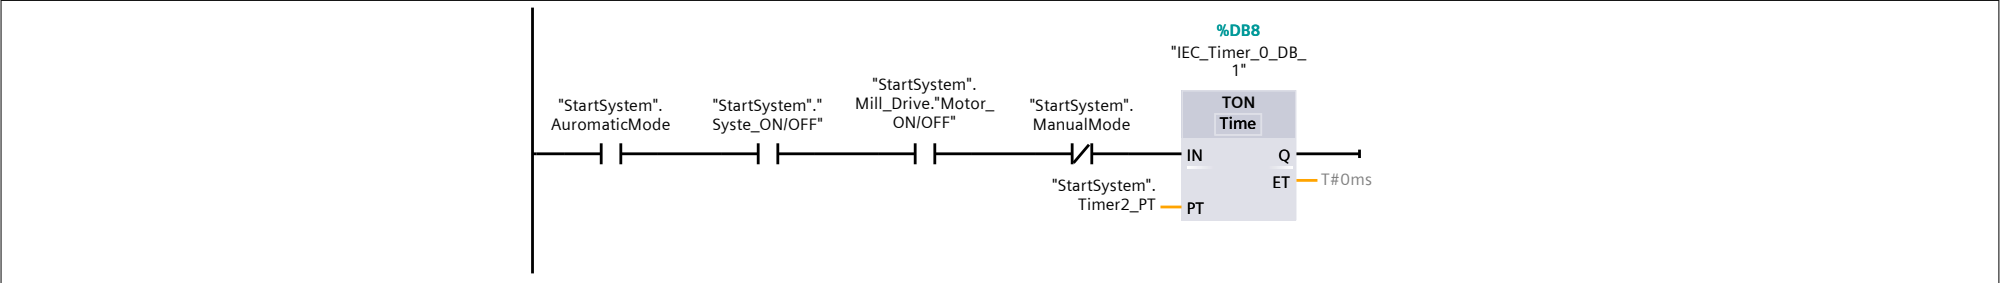 %DB8
"IEC_Timer_0_DB_
1"
"StartSystem".
AuromaticMode
"StartSystem"."
Syste_ON/OFF"
"StartSystem".
Mill_Drive."Motor_
ON/OFF"
"StartSystem".
ManualMode
TON
Time
IN
Q
ET
T#0ms
"StartSystem".
Timer2_PT
PT